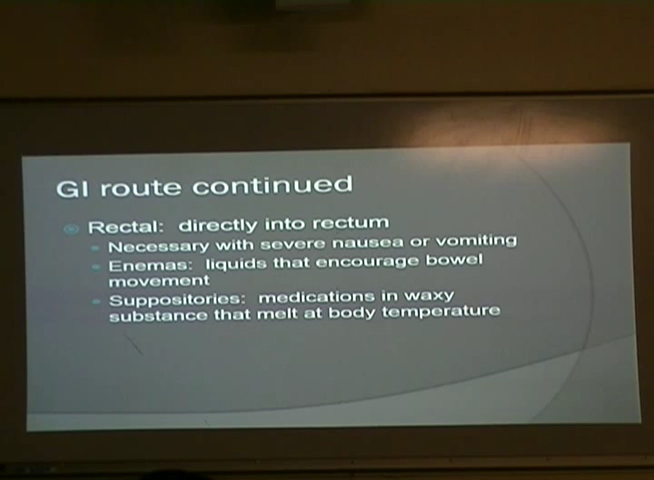 GI route continued
Rectal: directly into rectum
Necessary with severe nausea or vomiting
Enemas: liquids that encourage bowel
movement
Suppositories: medications in waxy
substance that melt at body temperature